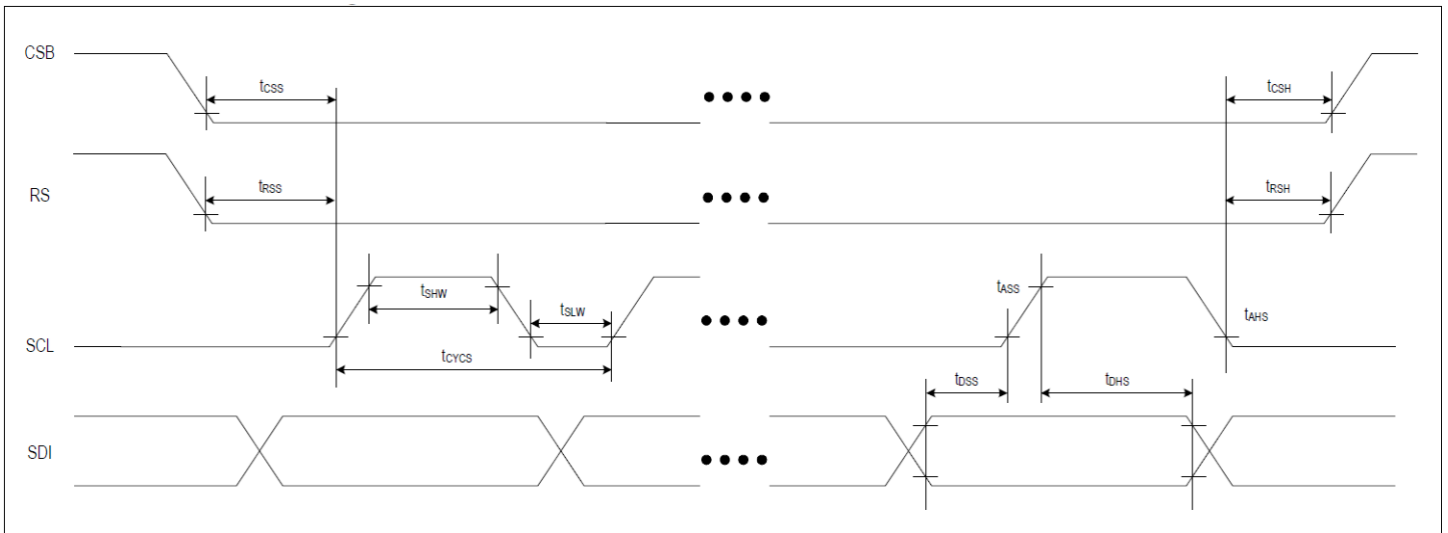 CSB
tCSS
tCSH
RS
tRSS
tRSH
SCL
tSHW
tSLW
tCYCS
tASS
tAHS
SDI
tDSS
tDHS